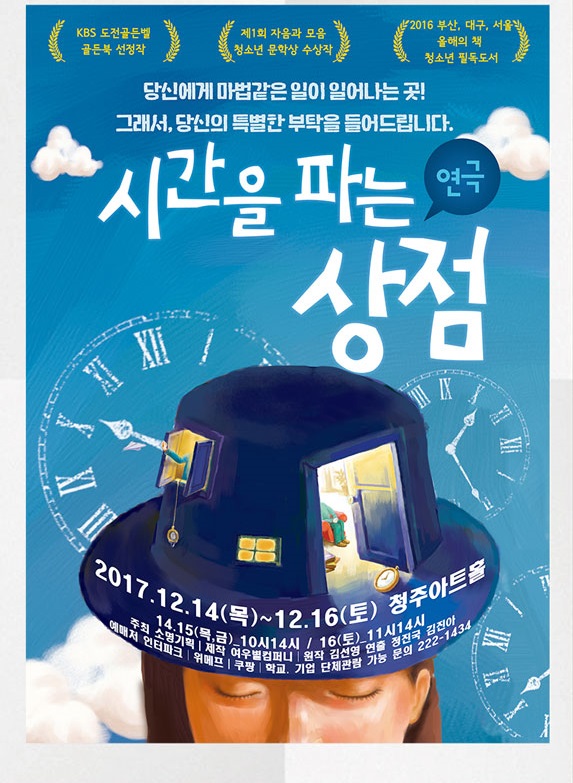 KBS 도전골든벨
골든북 선정작
제1회 자음과 모음
청소년 문학상 수상작
2016 부산, 대구, 서울
올해의 책
청소년 필독도서
당신에게 마법같은 일이 일어나는 곳!
그래서, 당신의 특별한 부탁을 들어드립니다.
시간을 파는
연극
상점
2017.12.14(목)~12.16(토) 청주아트홀
14.15(목,금)_10시14시 / 16(토)_11시14시
주최 소명기획 | 제작 여우별컴퍼니 | 원작 김선영 연출 정진국 김진아
예매처 인터파크 | 위메프 | 쿠팡 | 학교. 기업 단체관람 가능 문의 222-1434